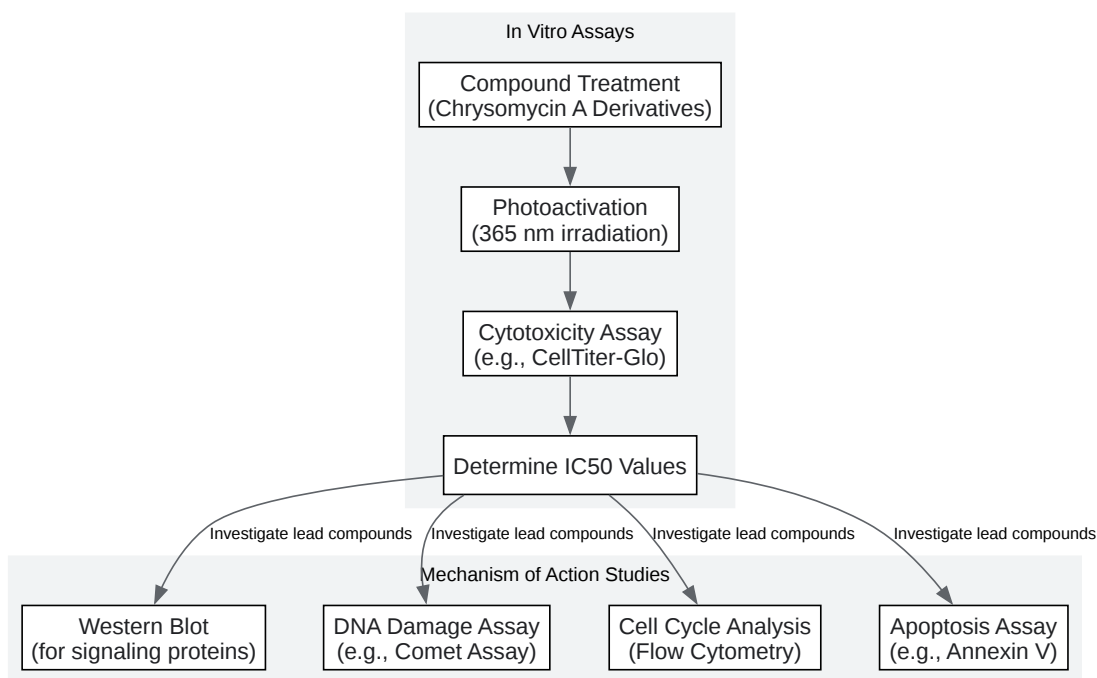 In Vitro Assays
Compound Treatment
(Chrysomycin A Derivatives)
Photoactivation
(365 nm irradiation)
Cytotoxicity Assay
(e.g., CellTiter-Glo)
Determine IC50 Values
Investigate lead compounds
Investigate lead compounds
Investigate lead compounds
Investigate lead compounds
Mechanism of Action Studies
Western Blot
(for signaling proteins)
DNA Damage Assay
(e.g., Comet Assay)
Cell Cycle Analysis
(Flow Cytometry)
Apoptosis Assay
(e.g., Annexin V)